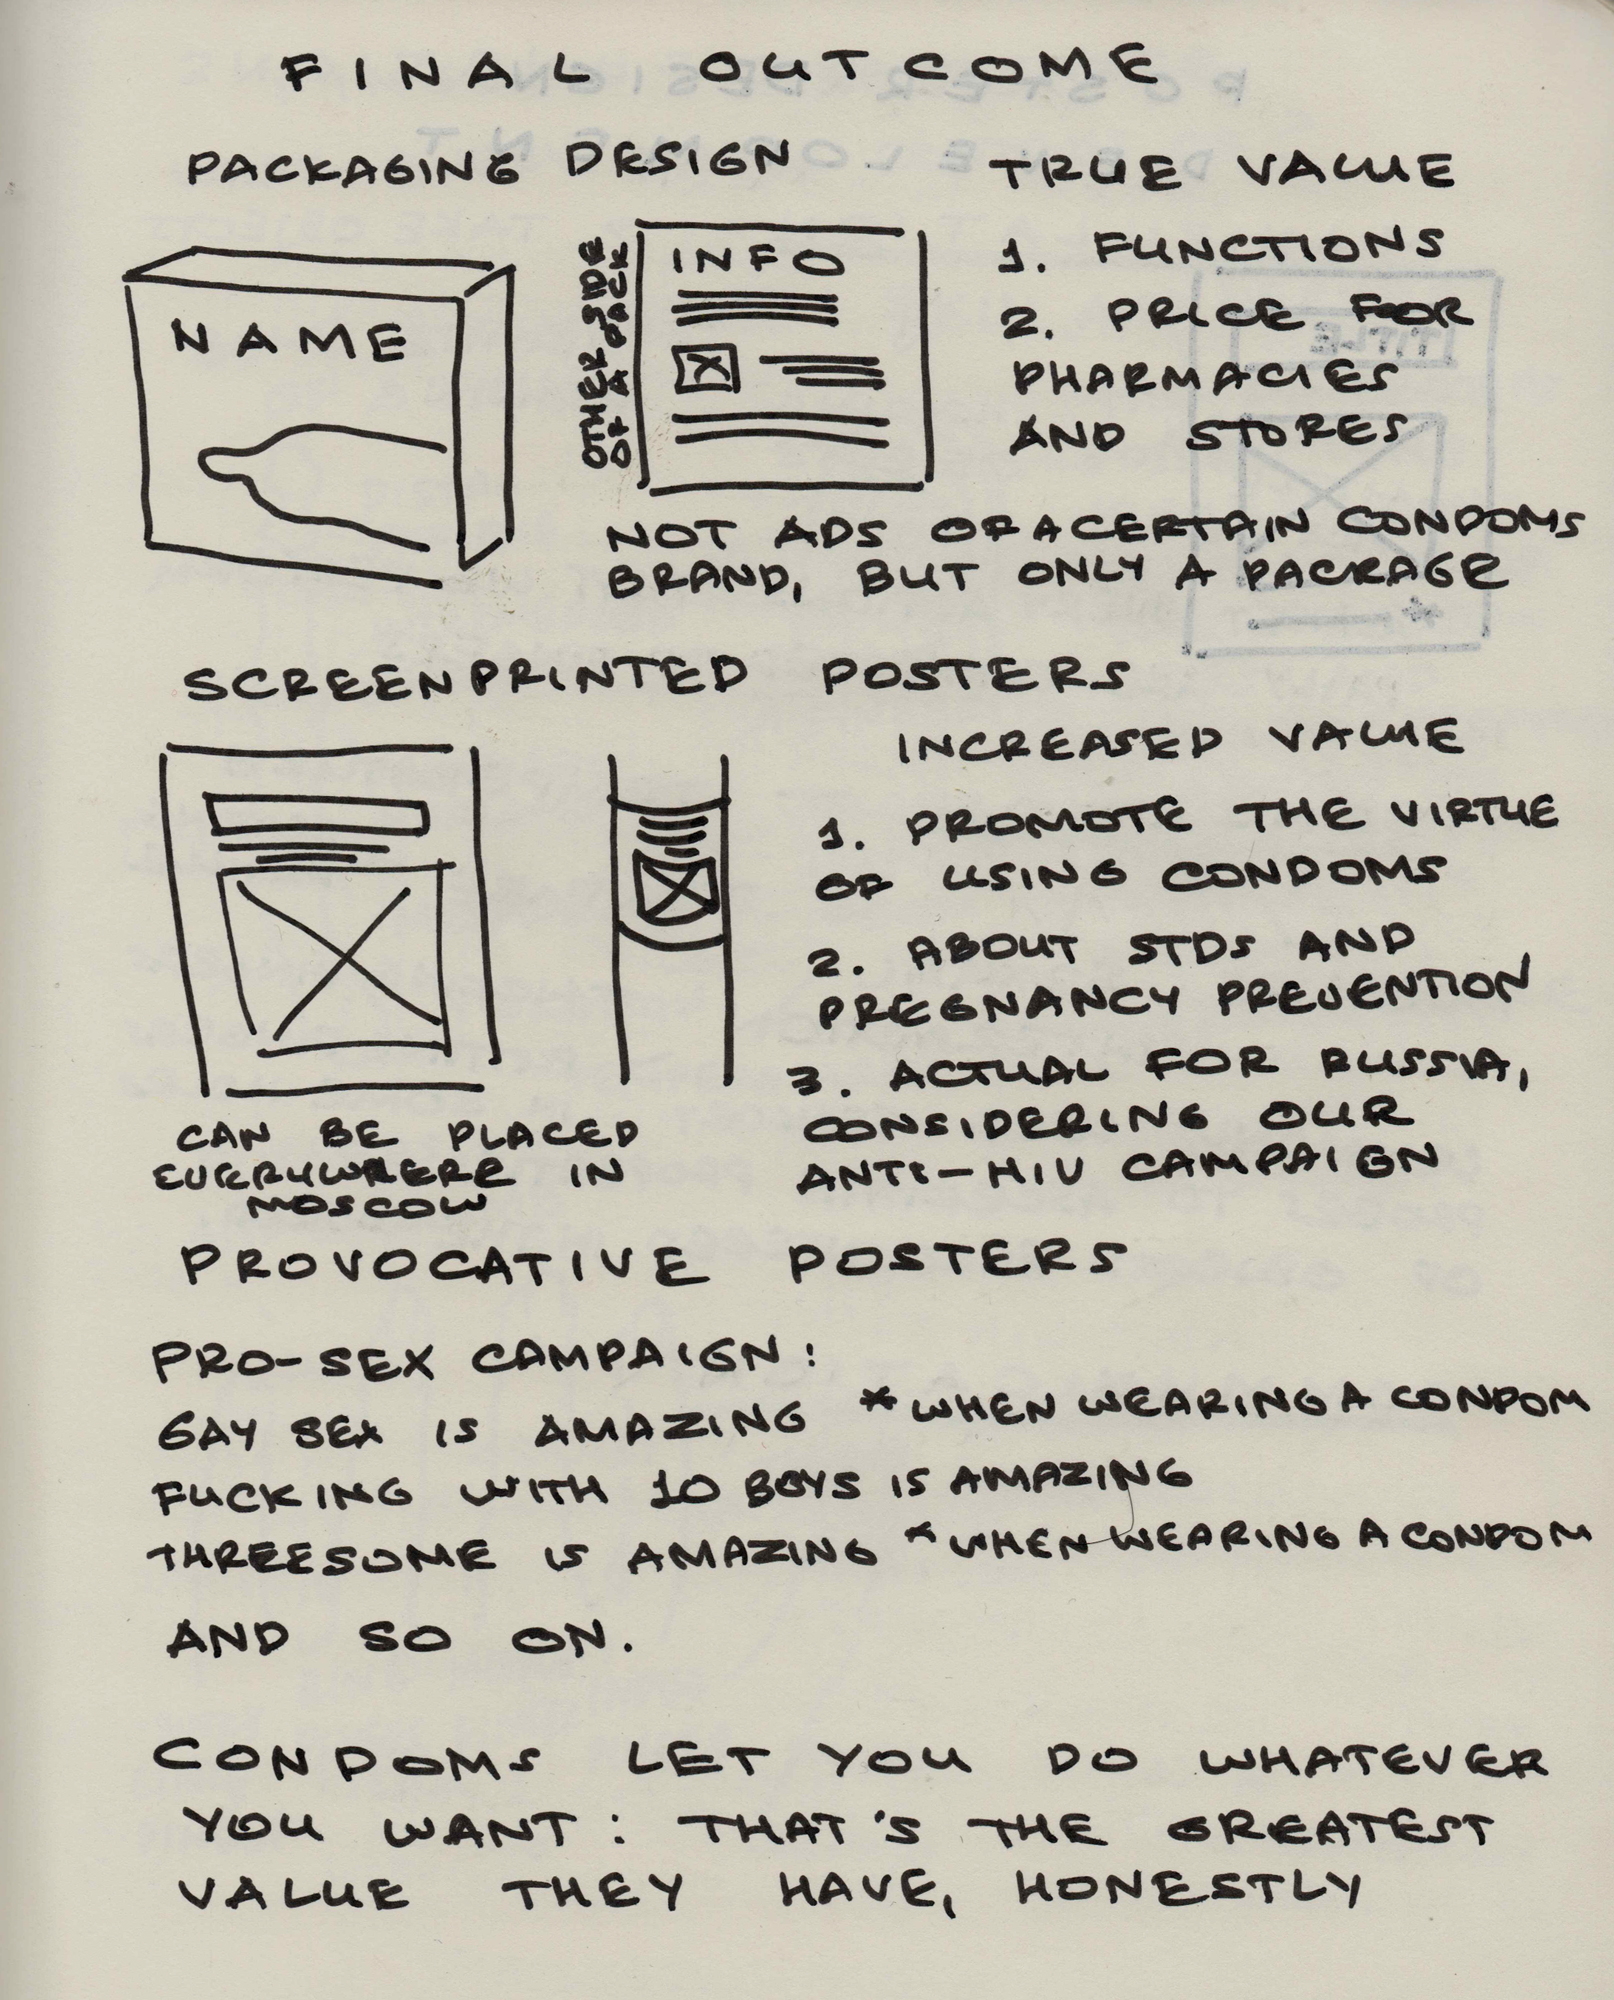 FINAL OUTCOME
PACKAGING DESIGN
NAME
OTHER SIDE
OF A PACK
INFO
TRUE VALUE
1. FUNCTIONS
2. PRICE FOR
PHARMACIES
AND STORES
NOT ADS OF A CERTAIN CONDOMS
BRAND, BUT ONLY A PACKAGE
SCREENPRINTED POSTERS
CAN BE PLACED
EVERYWHERE IN
MOSCOW
INCREASED VALUE
1. PROMOTE THE VIRTUE
OF USING CONDOMS
2. ABOUT STDs AND
PREGNANCY PREVENTION
3. ACTUAL FOR RUSSIA,
CONSIDERING OUR
ANTI-HIV CAMPAIGN
PROVOCATIVE POSTERS
PRO-SEX CAMPAIGN:
GAY SEX IS AMAZING *WHEN WEARING A CONDOM
FUCKING WITH 10 BOYS IS AMAZING
THREESOME IS AMAZING *WHEN WEARING A CONDOM
AND SO ON.
CONDOMS LET YOU DO WHATEVER
YOU WANT: THAT'S THE GREATEST
VALUE THEY HAVE, HONESTLY